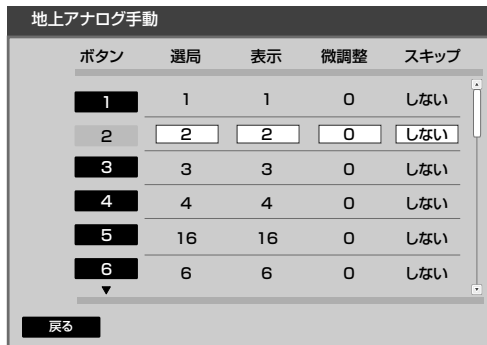 地上アナログ手動
ボタン 選局 表示 微調整 スキップ
1 1 1 0 しない
2 2 2 0 しない
3 3 3 0 しない
4 4 4 0 しない
5 16 16 0 しない
6 6 6 0 しない
戻る